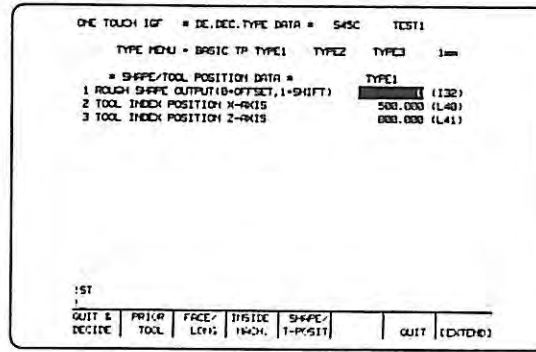 ONE TOUCH IGF * DE.DEC.TYPE DATA * S45C TEST1
TYPE MENU - BASIC TP TYPE1 TYPE2 TYPE3 1mm
* SHAPE/TOOL POSITION DATA * TYPE1
1 ROUGH SHAPE OUTPUT(0=OFFSET,1=SHIFT) (I32)
2 TOOL INDEX POSITION X-AXIS 500.000 (L40)
3 TOOL INDEX POSITION Z-AXIS 800.000 (L41)
!ST
QUIT & DECIDE PRIOR TOOL FACE/ LONG INSIDE MACH. SHAPE/ T-POSIT QUIT [EXTEND]